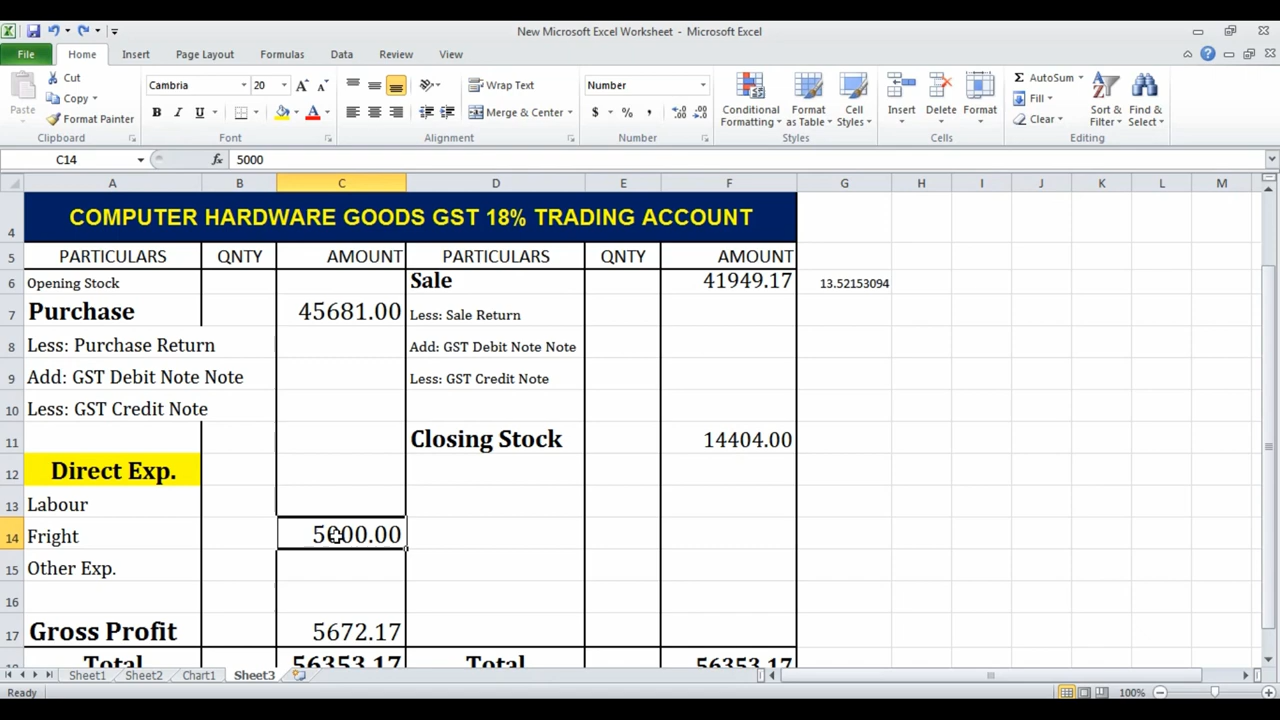 New Microsoft Excel Worksheet - Microsoft Excel
File Home Insert Page Layout Formulas Data Review View
Paste Cut Copy Format Painter Clipboard
Cambria 20 A A B I U A Font
Wrap Text Merge & Center Alignment
Number $ % , Number
Conditional Formatting Format as Table Cell Styles Styles
Insert Delete Format Cells
Σ AutoSum Fill Clear Sort & Filter Find & Select Editing
C14 fx 5000
A B C D E F G H I J K L M
4 COMPUTER HARDWARE GOODS GST 18% TRADING ACCOUNT
5 PARTICULARS QNTY AMOUNT PARTICULARS QNTY AMOUNT
6 Opening Stock Sale 41949.17 13.52153094
7 Purchase 45681.00 Less: Sale Return
8 Less: Purchase Return Add: GST Debit Note Note
9 Add: GST Debit Note Note Less: GST Credit Note
10 Less: GST Credit Note
11 Closing Stock 14404.00
12 Direct Exp.
13 Labour
14 Fright 5000.00
15 Other Exp.
16
17 Gross Profit 5672.17
18 Total 56353.17 Total 56353.17
Sheet1 Sheet2 Chart1 Sheet3
Ready 100%